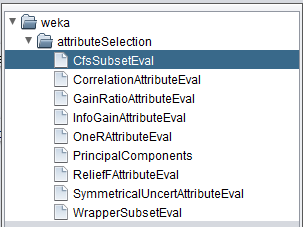 weka
attributeSelection
CfsSubsetEval
CorrelationAttributeEval
GainRatioAttributeEval
InfoGainAttributeEval
OneRAttributeEval
PrincipalComponents
ReliefFAttributeEval
SymmetricalUncertAttributeEval
WrapperSubsetEval